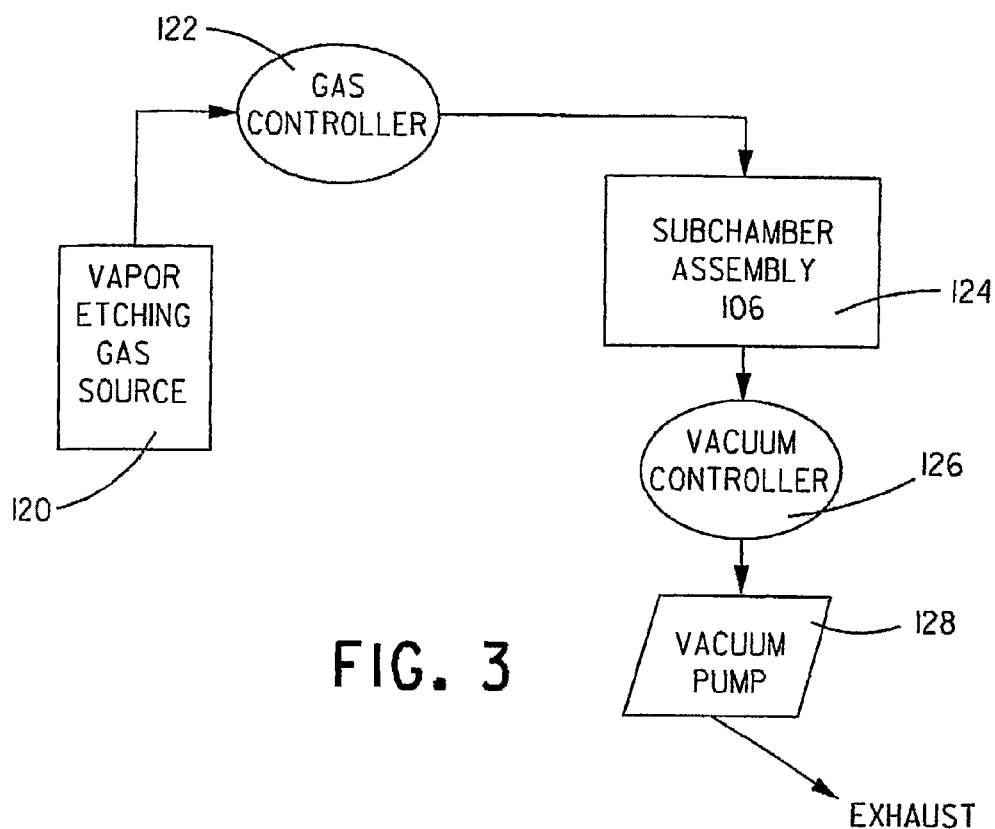 122
GAS
CONTROLLER
SUBCHAMBER
ASSEMBLY
106
124
VAPOR
ETCHING
GAS
SOURCE
120
VACUUM
CONTROLLER
126
VACUUM
PUMP
128
FIG. 3
EXHAUST